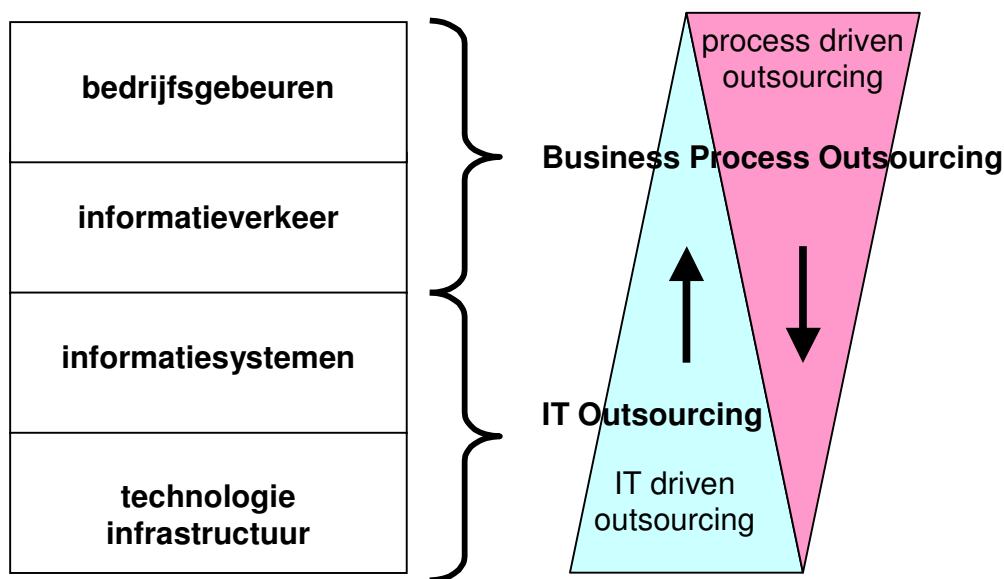 bedrijfsgebeuren
informatieverkeer
informatiesystemen
technologie
infrastructuur
process driven
outsourcing
Business Process Outsourcing
IT Outsourcing
IT driven
outsourcing